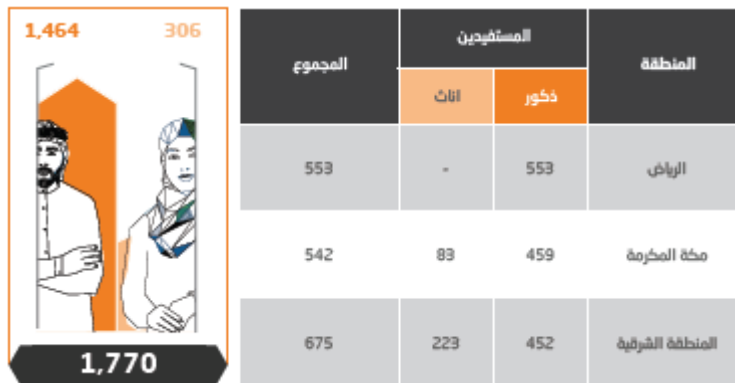 1,464 306
1,770
المنطقة المستفيدين المجموع
ذكور اناث
الرياض 553 - 553
مكة المكرمة 459 83 542
المنطقة الشرقية 452 223 675